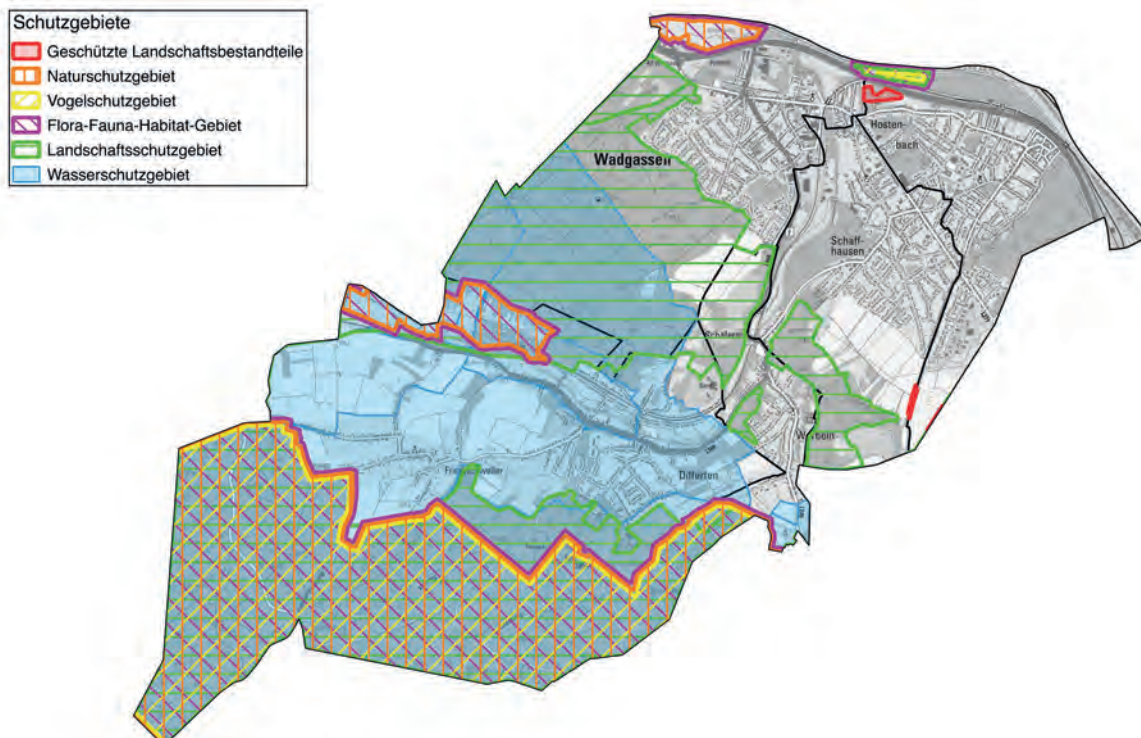 Schutzgebiete
Geschützte Landschaftsbestandteile
Naturschutzgebiet
Vogelschutzgebiet
Flora-Fauna-Habitat-Gebiet
Landschaftsschutzgebiet
Wasserschutzgebiet
Hosten-
bach
Wadgassen
Schaff-
hausen
Differten